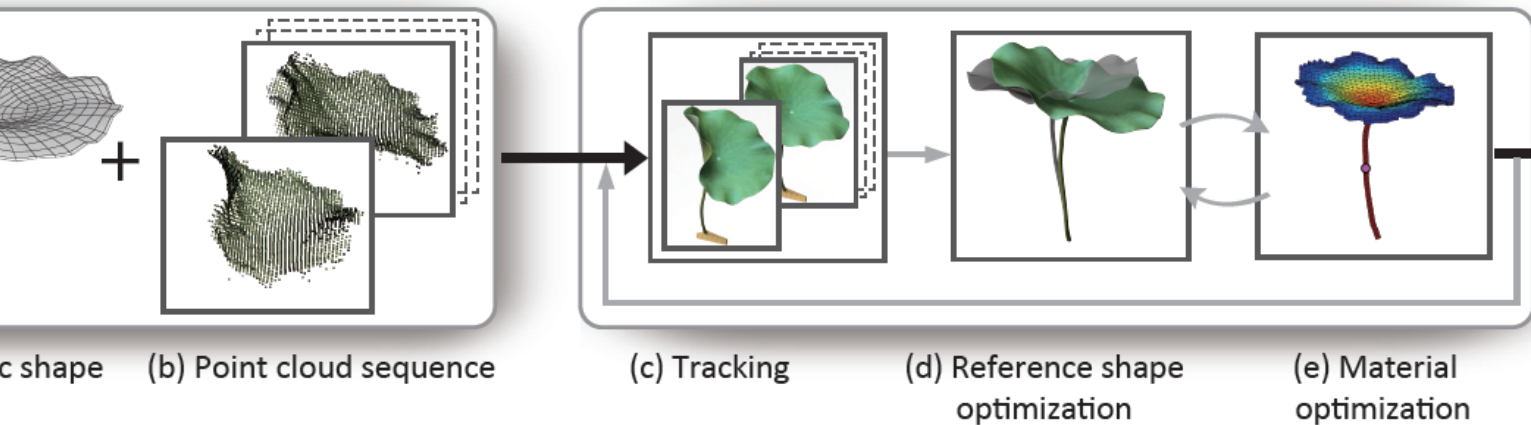 c shape (b) Point cloud sequence (c) Tracking (d) Reference shape optimization (e) Material optimization